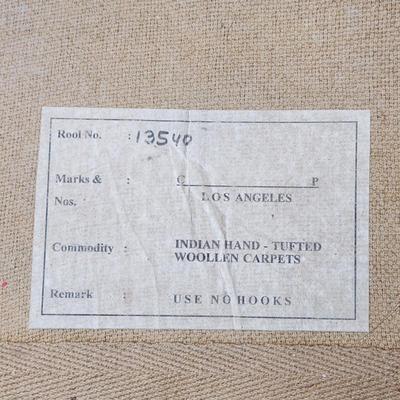 Rool No. : 13540
Marks & : C P
Nos. LOS ANGELES
Commodity : INDIAN HAND - TUFTED
WOOLLEN CARPETS
Remark : USE NO HOOKS